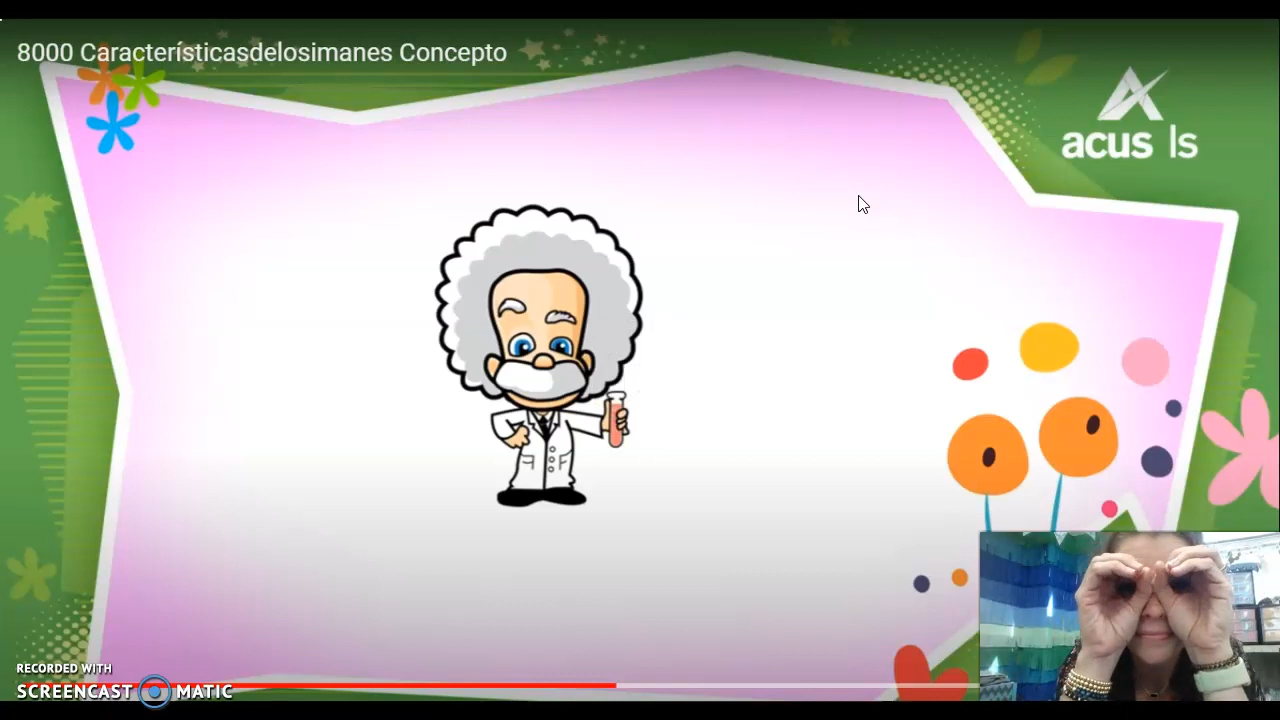 8000 Característicasdelosimanes Concepto
acus ls
RECORDED WITH
SCREENCAST MATIC